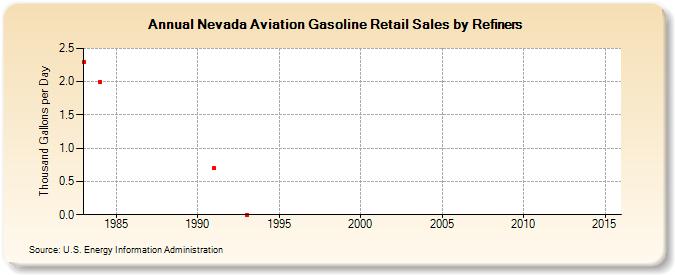 Annual Nevada Aviation Gasoline Retail Sales by Refiners
Thousand Gallons per Day
2.5
2.0
1.5
1.0
0.5
0.0
1985 1990 1995 2000 2005 2010 2015
Source: U.S. Energy Information Administration